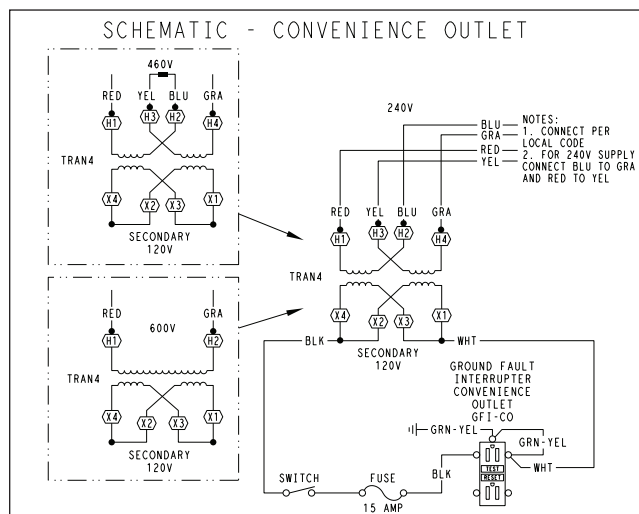 SCHEMATIC - CONVENIENCE OUTLET
460V
RED YEL BLU GRA
H1 H3 H2 H4
TRAN4
X4 X2 X3 X1
SECONDARY
120V
RED GRA
600V
H1 H2
TRAN4
X4 X2 X3 X1
SECONDARY
120V
240V
BLU
GRA
RED
YEL
NOTES:
1. CONNECT PER
LOCAL CODE
2. FOR 240V SUPPLY
CONNECT BLU TO GRA
AND RED TO YEL
RED YEL BLU GRA
H1 H3 H2 H4
TRAN4
X4 X2 X3 X1
BLK WHT
SECONDARY
120V
GROUND FAULT
INTERRUPTER
CONVENIENCE
OUTLET
GFI-CO
GRN-YEL
GRN-YEL
BLK WHT
TEST
RESET
SWITCH FUSE
15 AMP